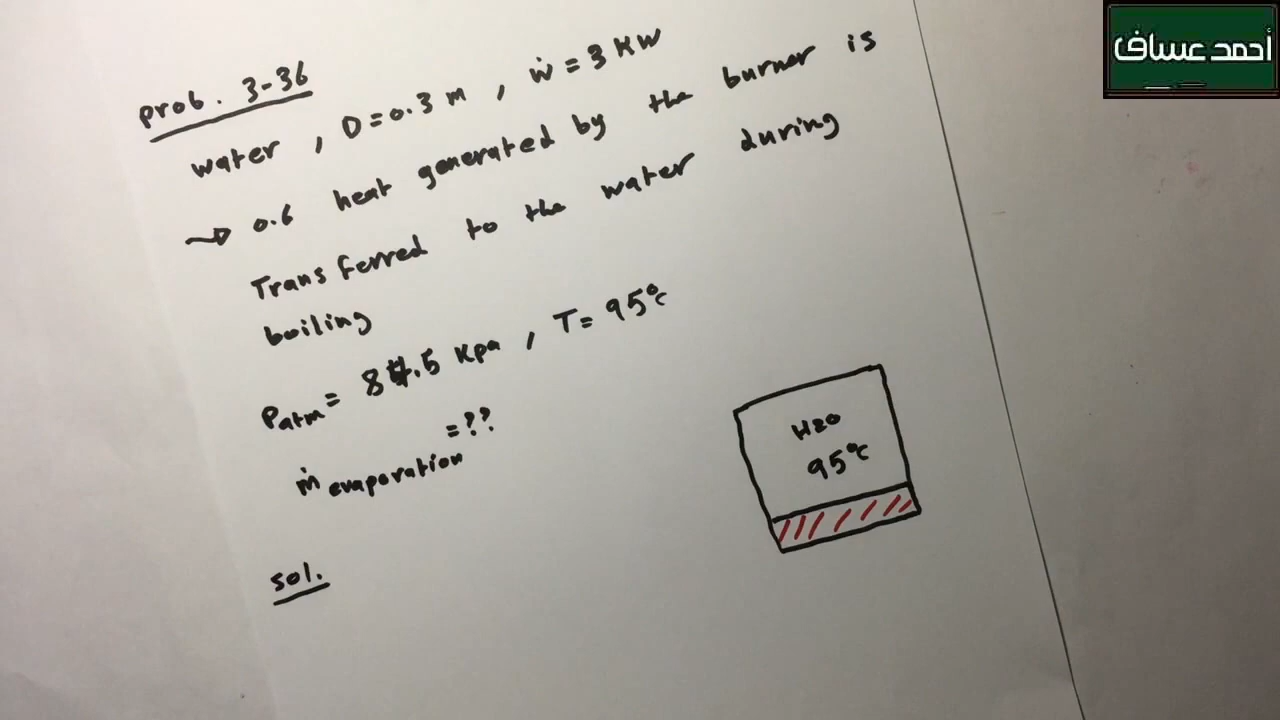 أحمد عساف
prob. 3-36
water , D=0.3 m , ẇ = 3 KW
→ 0.6 heat generated by the burner is
Transferred to the water during
boiling
Patm = 84.5 Kpa , T= 95°C
ṁ evaporation =??
H2O
95°C
sol.